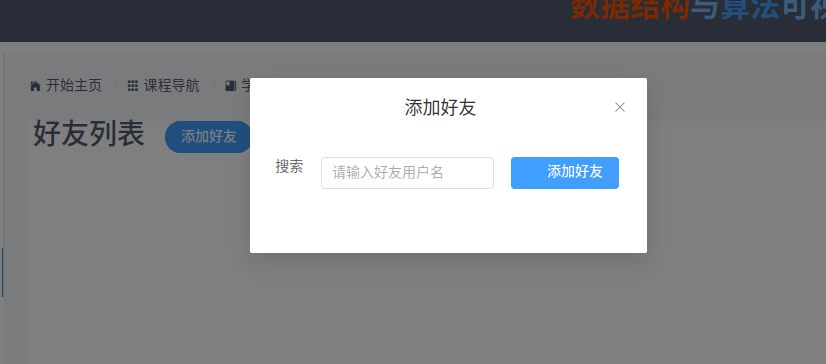 数据结构与算法可视
开始主页 / 课程导航 / 学
添加好友
好友列表 添加好友
搜索 请输入好友用户名 添加好友